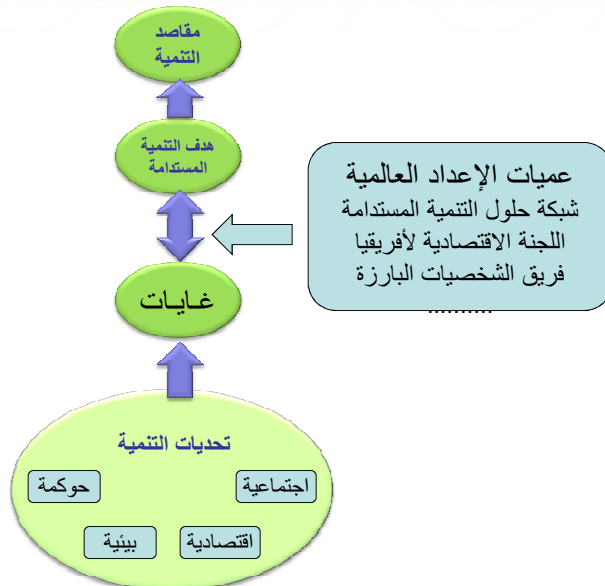 مقاصد
التنمية
هدف التنمية
المستدامة
عميات الإعداد العالمية
شبكة حلول التنمية المستدامة
اللجنة الاقتصادية لأفريقيا
فريق الشخصيات البارزة
..........
غـايـات
تحديات التنمية
اجتماعية
حوكمة
اقتصادية
بيئية